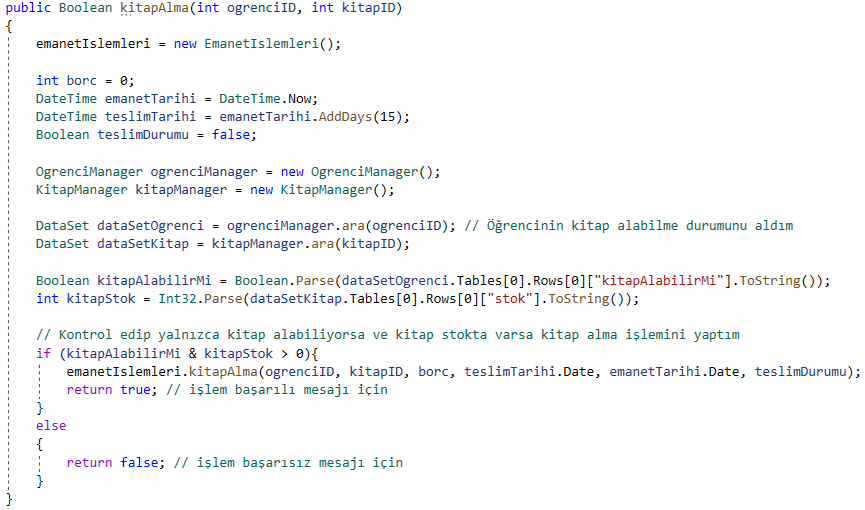 public Boolean kitapAlma(int ogrenciID, int kitapID)
{
emanetIslemleri = new EmanetIslemleri();
int borc = 0;
DateTime emanetTarihi = DateTime.Now;
DateTime teslimTarihi = emanetTarihi.AddDays(15);
Boolean teslimDurumu = false;
OgrenciManager ogrenciManager = new OgrenciManager();
KitapManager kitapManager = new KitapManager();
DataSet dataSetOgrenci = ogrenciManager.ara(ogrenciID); // Öğrencinin kitap alabilme durumunu aldım
DataSet dataSetKitap = kitapManager.ara(kitapID);
Boolean kitapAlabilirMi = Boolean.Parse(dataSetOgrenci.Tables[0].Rows[0]["kitapAlabilirMi"].ToString());
int kitapStok = Int32.Parse(dataSetKitap.Tables[0].Rows[0]["stok"].ToString());
// Kontrol edip yalnızca kitap alabiliyorsa ve kitap stokta varsa kitap alma işlemini yaptım
if (kitapAlabilirMi & kitapStok > 0){
emanetIslemleri.kitapAlma(ogrenciID, kitapID, borc, teslimTarihi.Date, emanetTarihi.Date, teslimDurumu);
return true; // işlem başarılı mesajı için
}
else
{
return false; // işlem başarısız mesajı için
}
}